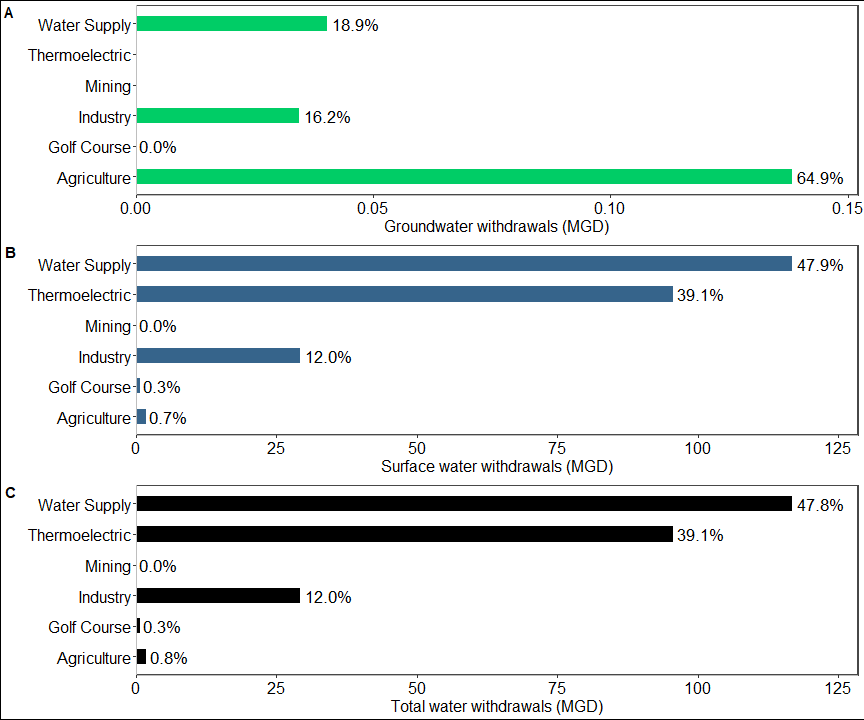 A
Water Supply 18.9%
Thermoelectric
Mining
Industry 16.2%
Golf Course 0.0%
Agriculture 64.9%
0.00 0.05 0.10 0.15
Groundwater withdrawals (MGD)
B
Water Supply 47.9%
Thermoelectric 39.1%
Mining 0.0%
Industry 12.0%
Golf Course 0.3%
Agriculture 0.7%
0 25 50 75 100 125
Surface water withdrawals (MGD)
C
Water Supply 47.8%
Thermoelectric 39.1%
Mining 0.0%
Industry 12.0%
Golf Course 0.3%
Agriculture 0.8%
0 25 50 75 100 125
Total water withdrawals (MGD)